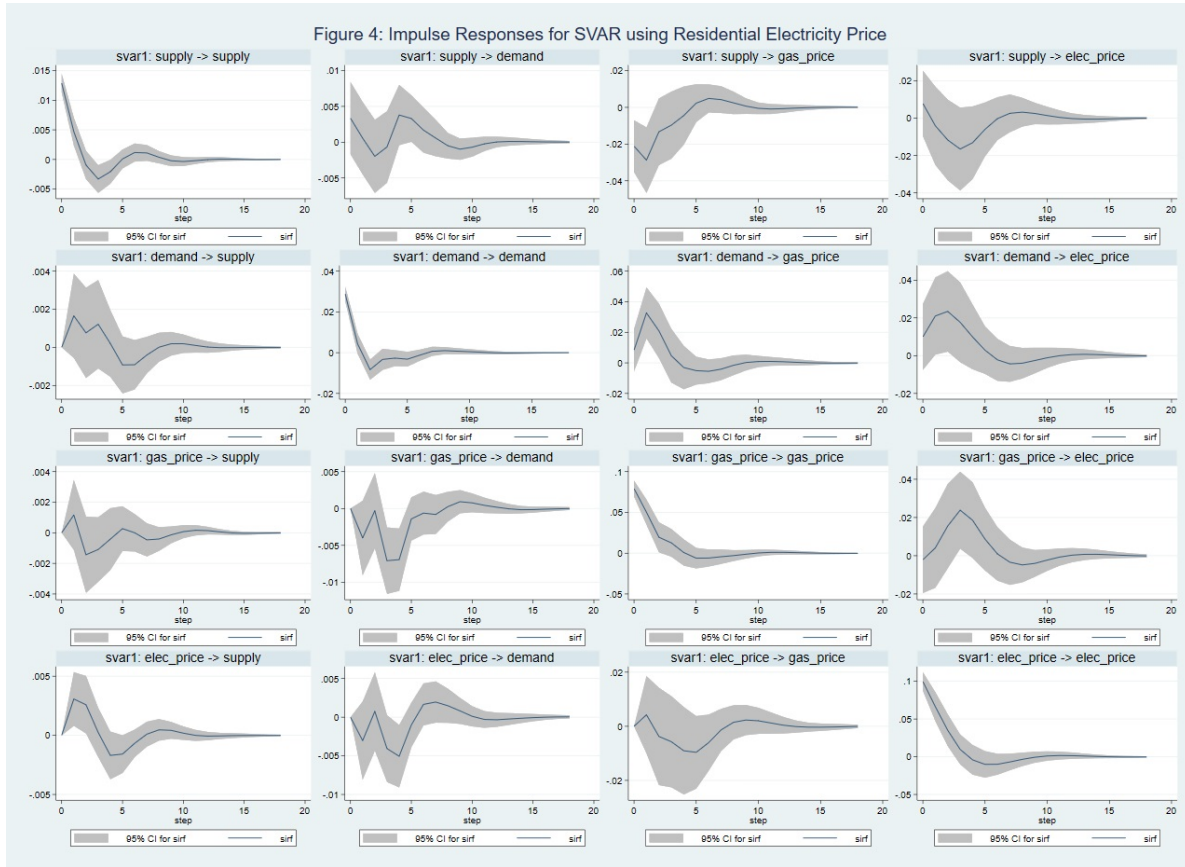 Figure 4: Impulse Responses for SVAR using Residential Electricity Price
svar1: supply -> supply
.015
.01
.005
0
-.005
0 5 10 15 20
step
95% CI for sirf sirf
svar1: supply -> demand
.01
.005
0
-.005
0 5 10 15 20
step
95% CI for sirf sirf
svar1: supply -> gas_price
.02
0
-.02
-.04
0 5 10 15 20
step
95% CI for sirf sirf
svar1: supply -> elec_price
.02
0
-.02
-.04
0 5 10 15 20
step
95% CI for sirf sirf
svar1: demand -> supply
.004
.002
0
-.002
0 5 10 15 20
step
95% CI for sirf sirf
svar1: demand -> demand
.04
.02
0
-.02
0 5 10 15 20
step
95% CI for sirf sirf
svar1: demand -> gas_price
.06
.04
.02
0
-.02
0 5 10 15 20
step
95% CI for sirf sirf
svar1: demand -> elec_price
.04
.02
0
-.02
0 5 10 15 20
step
95% CI for sirf sirf
svar1: gas_price -> supply
.004
.002
0
-.002
-.004
0 5 10 15 20
step
95% CI for sirf sirf
svar1: gas_price -> demand
.005
0
-.005
-.01
0 5 10 15 20
step
95% CI for sirf sirf
svar1: gas_price -> gas_price
.1
.05
0
-.05
0 5 10 15 20
step
95% CI for sirf sirf
svar1: gas_price -> elec_price
.04
.02
0
-.02
0 5 10 15 20
step
95% CI for sirf sirf
svar1: elec_price -> supply
.005
0
-.005
0 5 10 15 20
step
95% CI for sirf sirf
svar1: elec_price -> demand
.005
0
-.005
-.01
0 5 10 15 20
step
95% CI for sirf sirf
svar1: elec_price -> gas_price
.02
0
-.02
0 5 10 15 20
step
95% CI for sirf sirf
svar1: elec_price -> elec_price
.1
.05
0
-.05
0 5 10 15 20
step
95% CI for sirf sirf